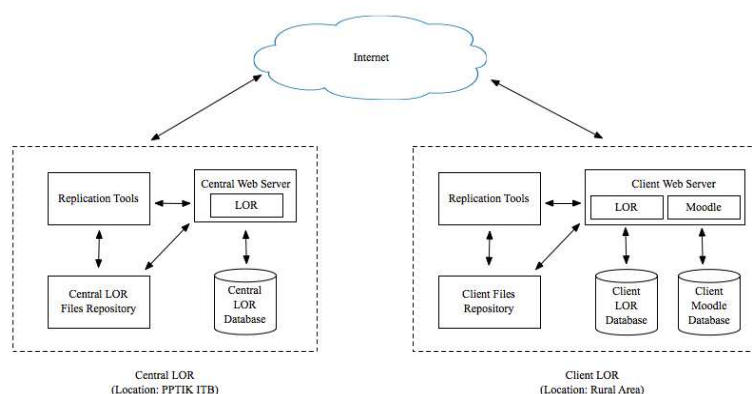 Internet
Central Web Server
Replication Tools
LOR
Central LOR
Files Repository
Central
LOR
Database
Client Web Server
Replication Tools
LOR
Moodle
Client Files
Repository
Client
LOR
Database
Client
Moodle
Database
Central LOR
(Location: PPTIK ITB)
Client LOR
(Location: Rural Area)